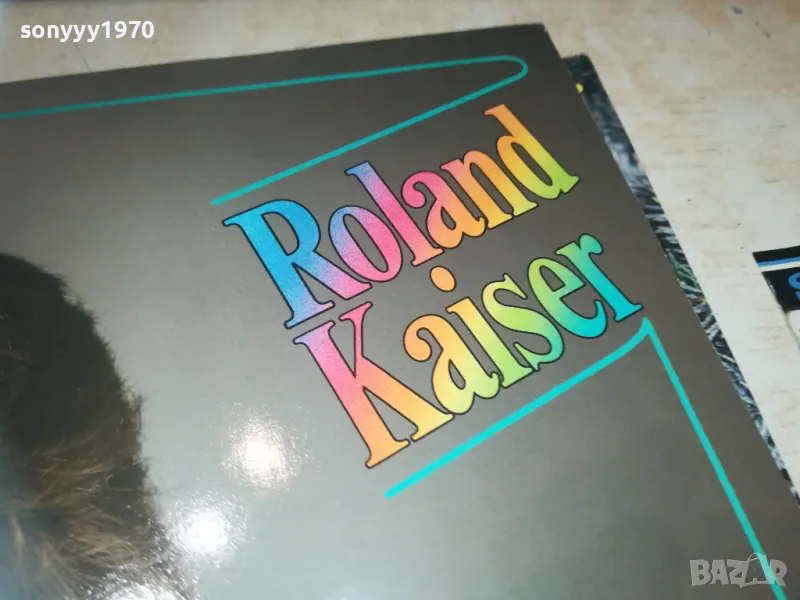 sonyyy1970
Roland
Kaiser
BAZAR